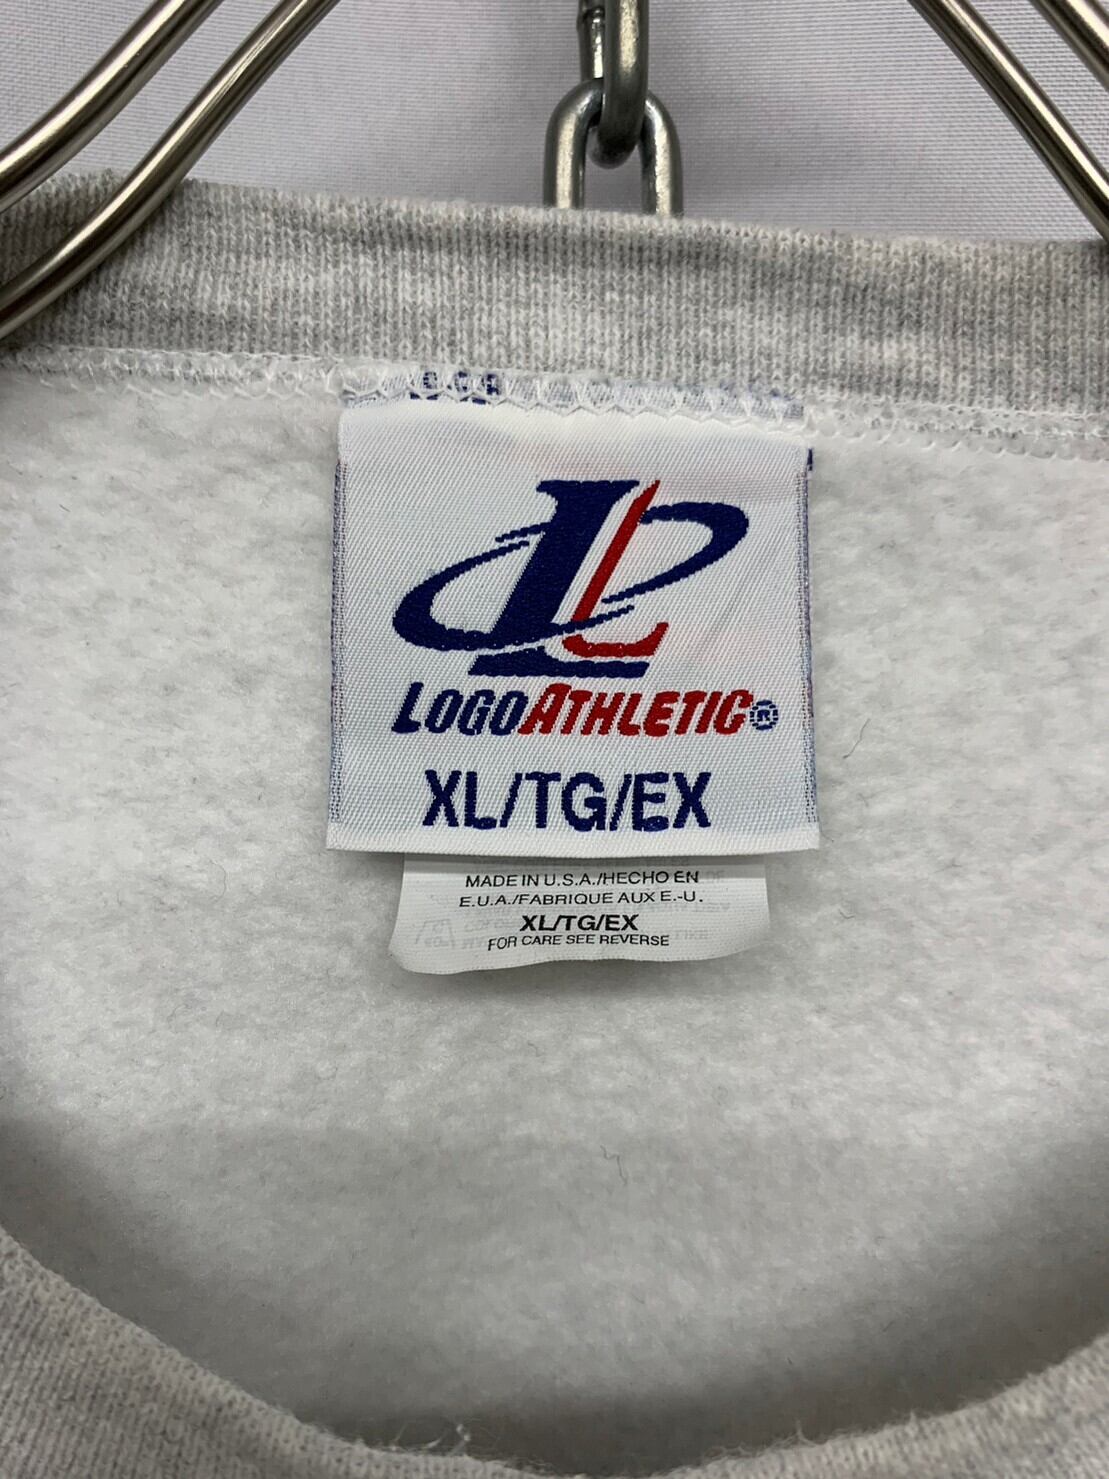 LOGOATHLETIC®
XL/TG/EX
MADE IN U.S.A./HECHO EN
E.U.A./FABRIQUE AUX E.-U.
XL/TG/EX
FOR CARE SEE REVERSE